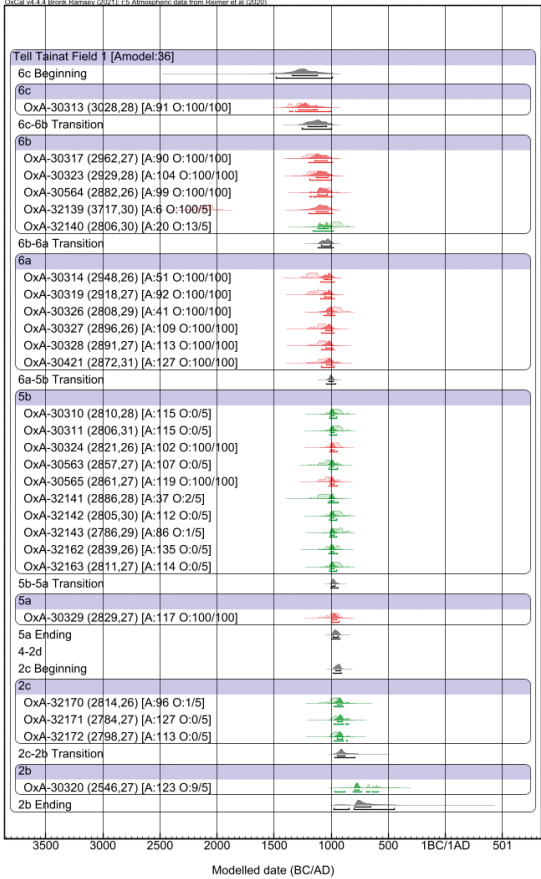 OxCal v4.4.4 Bronk Ramsey (2021); r:5 Atmospheric data from Reimer et al (2020)
Tell Tainat Field 1 [Amodel:36]
6c Beginning
6c
OxA-30313 (3028,28) [A:91 O:100/100]
6c-6b Transition
6b
OxA-30317 (2962,27) [A:90 O:100/100]
OxA-30323 (2929,28) [A:104 O:100/100]
OxA-30564 (2882,26) [A:99 O:100/100]
OxA-32139 (3717,30) [A:6 O:100/5]
OxA-32140 (2806,30) [A:20 O:13/5]
6b-6a Transition
6a
OxA-30314 (2948,26) [A:51 O:100/100]
OxA-30319 (2918,27) [A:92 O:100/100]
OxA-30326 (2808,29) [A:41 O:100/100]
OxA-30327 (2896,26) [A:109 O:100/100]
OxA-30328 (2891,27) [A:113 O:100/100]
OxA-30421 (2872,31) [A:127 O:100/100]
6a-5b Transition
5b
OxA-30310 (2810,28) [A:115 O:0/5]
OxA-30311 (2806,31) [A:115 O:0/5]
OxA-30324 (2821,26) [A:102 O:100/100]
OxA-30563 (2857,27) [A:107 O:0/5]
OxA-30565 (2861,27) [A:119 O:100/100]
OxA-32141 (2886,28) [A:37 O:2/5]
OxA-32142 (2805,30) [A:112 O:0/5]
OxA-32143 (2786,29) [A:86 O:1/5]
OxA-32162 (2839,26) [A:135 O:0/5]
OxA-32163 (2811,27) [A:114 O:0/5]
5b-5a Transition
5a
OxA-30329 (2829,27) [A:117 O:100/100]
5a Ending
4-2d
2c Beginning
2c
OxA-32170 (2814,26) [A:96 O:1/5]
OxA-32171 (2784,27) [A:127 O:0/5]
OxA-32172 (2798,27) [A:113 O:0/5]
2c-2b Transition
2b
OxA-30320 (2546,27) [A:123 O:9/5]
2b Ending
3500 3000 2500 2000 1500 1000 500 1BC/1AD 501
Modelled date (BC/AD)